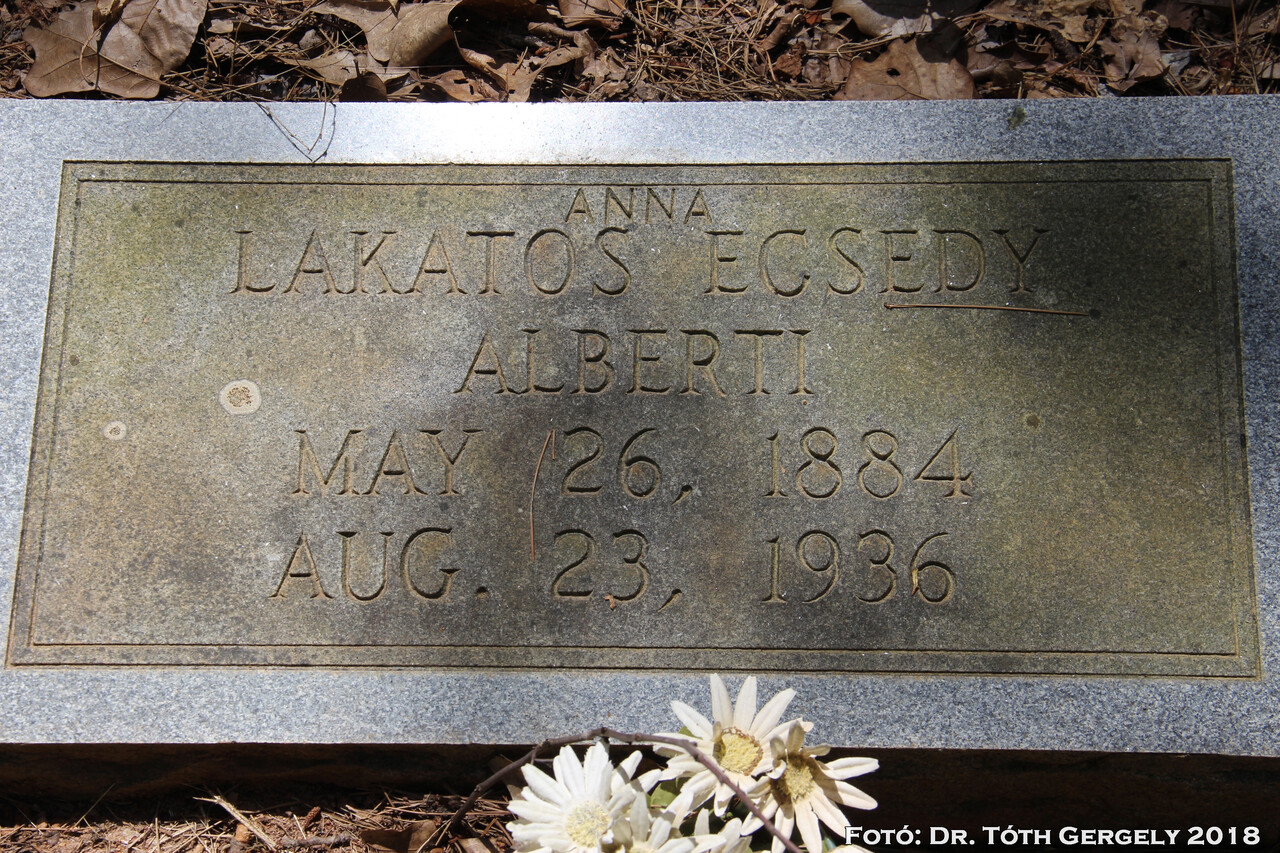 ANNA
LAKATOS EGSEDY
ALBERTI
MAY 26, 1884
AUG. 23, 1936
Fotó: Dr. Tóth Gergely 2018